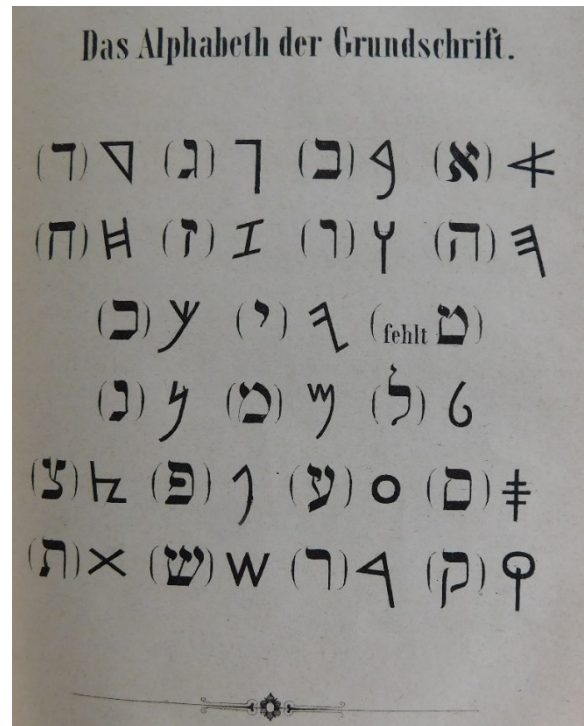 Das Alphabeth der Grundschrift.
𐤀 (א) 𐤁 (ב) 𐤂 (ג) 𐤃 (ד)
𐤄 (ה) 𐤅 (ו) 𐤆 (ז) 𐤇 (ח)
(ט fehlt) 𐤉 (י) 𐤊 (כ)
𐤋 (ל) 𐤌 (מ) 𐤍 (נ)
𐤎 (ס) 𐤏 (ע) 𐤐 (פ) 𐤑 (צ)
𐤒 (ק) 𐤓 (ר) 𐤔 (ש) 𐤕 (ת)